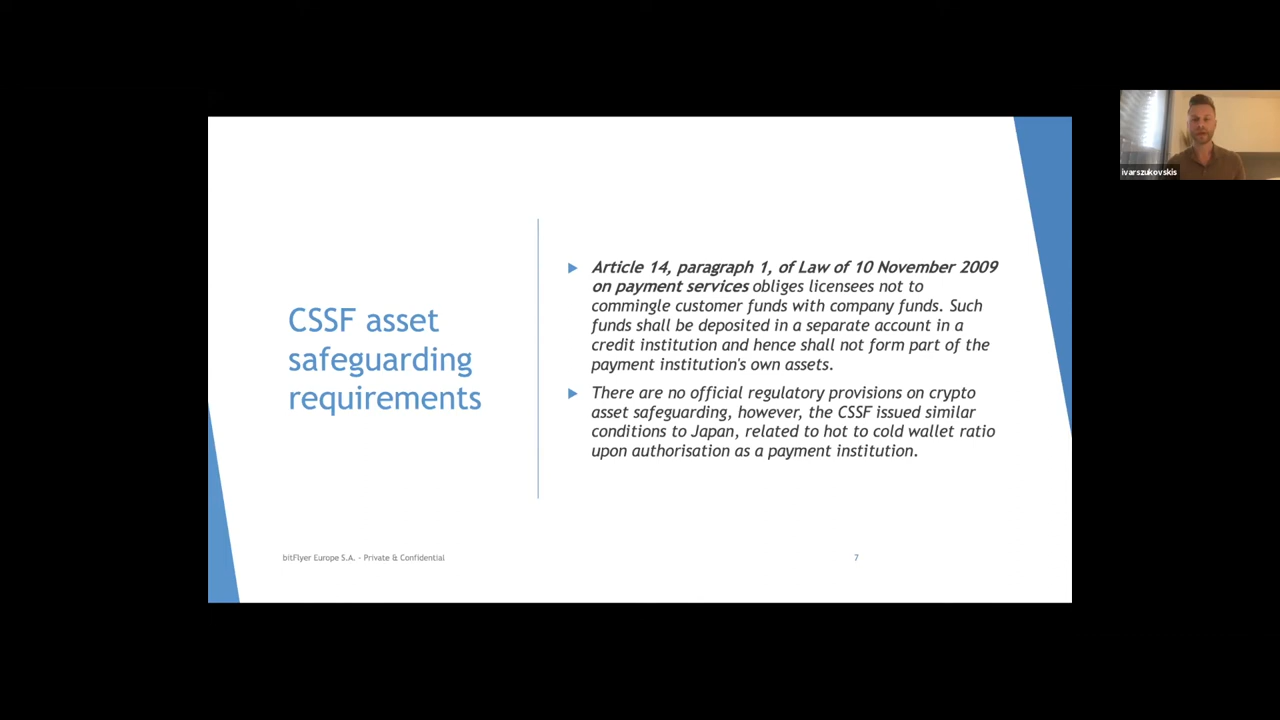 CSSF asset
safeguarding
requirements
Article 14, paragraph 1, of Law of 10 November 2009
on payment services obliges licensees not to
commingle customer funds with company funds. Such
funds shall be deposited in a separate account in a
credit institution and hence shall not form part of the
payment institution's own assets.
There are no official regulatory provisions on crypto
asset safeguarding, however, the CSSF issued similar
conditions to Japan, related to hot to cold wallet ratio
upon authorisation as a payment institution.
bitFlyer Europe S.A. - Private & Confidential
7
ivarszukovskis